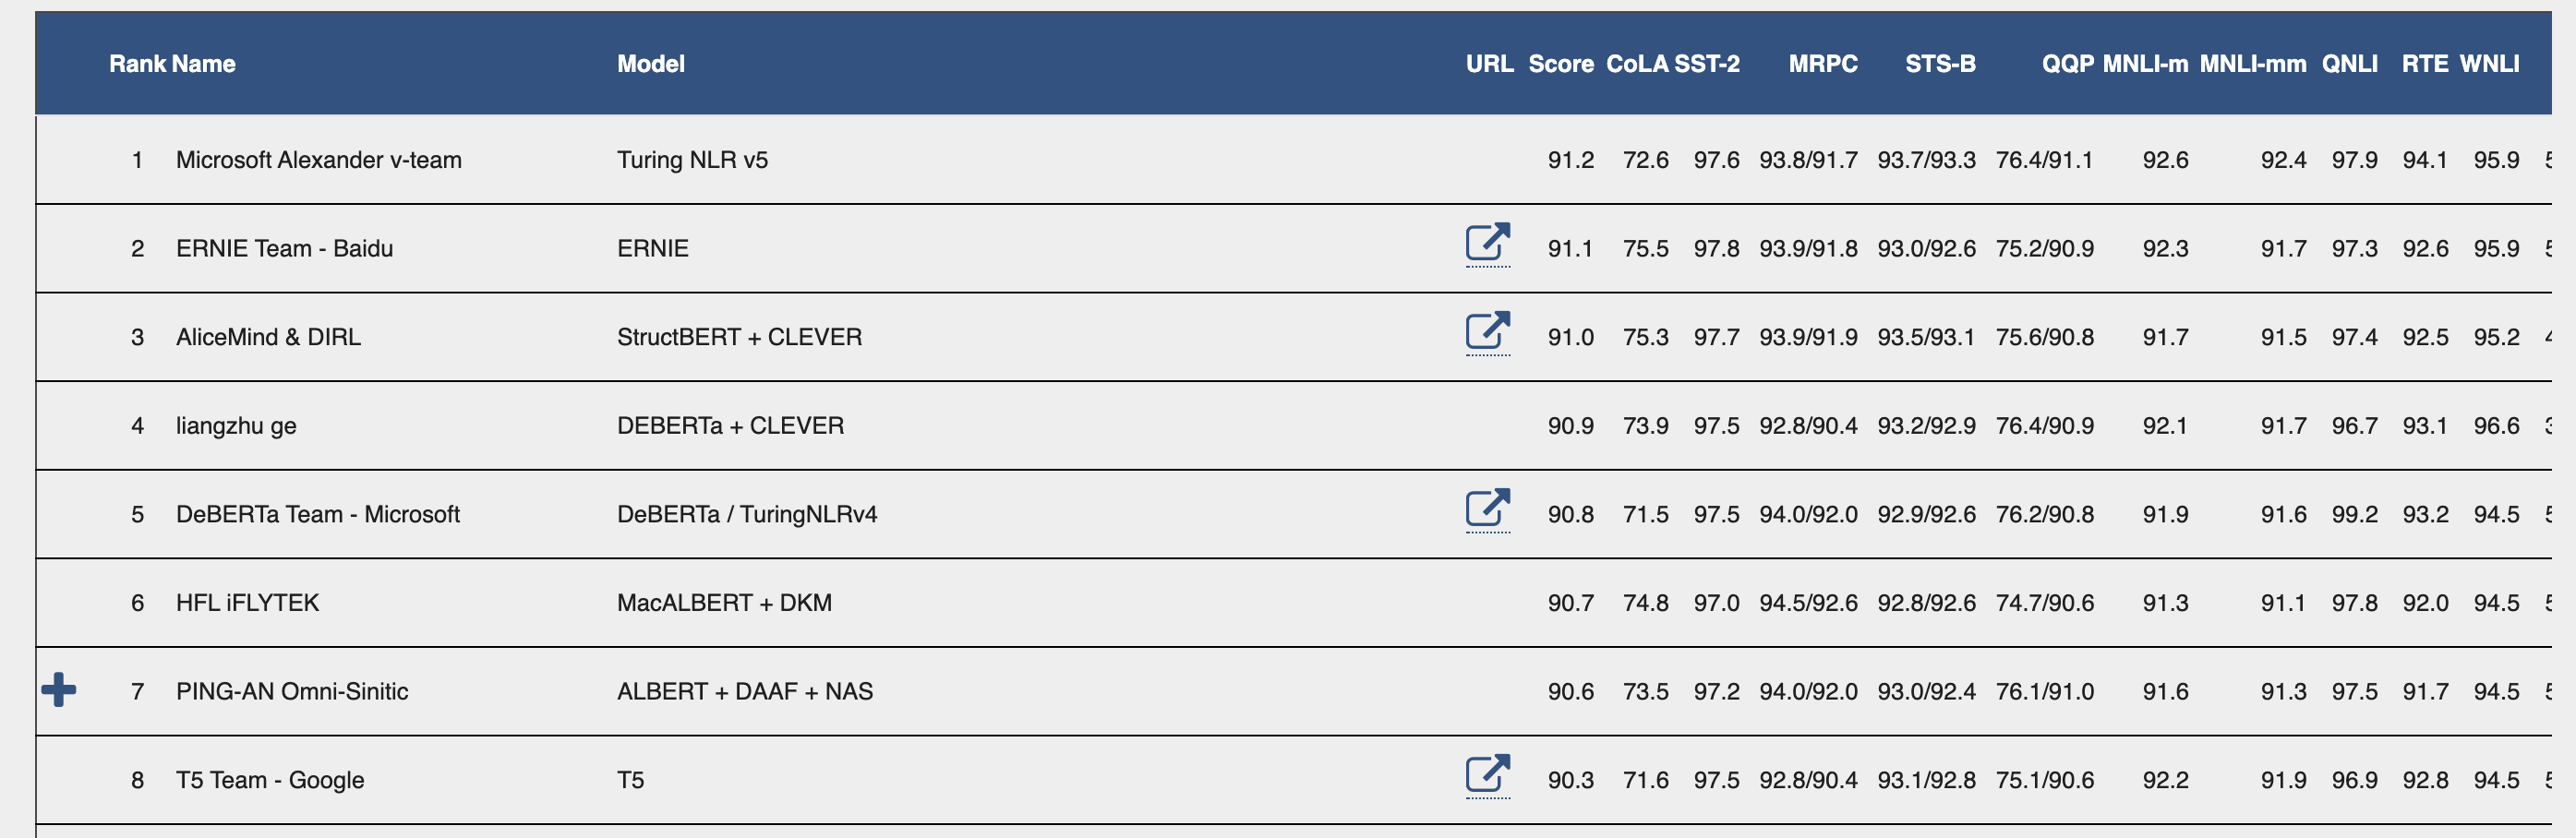 Rank Name Model URL Score CoLA SST-2 MRPC STS-B QQP MNLI-m MNLI-mm QNLI RTE WNLI
1 Microsoft Alexander v-team Turing NLR v5 91.2 72.6 97.6 93.8/91.7 93.7/93.3 76.4/91.1 92.6 92.4 97.9 94.1 95.9
2 ERNIE Team - Baidu ERNIE 91.1 75.5 97.8 93.9/91.8 93.0/92.6 75.2/90.9 92.3 91.7 97.3 92.6 95.9
3 AliceMind & DIRL StructBERT + CLEVER 91.0 75.3 97.7 93.9/91.9 93.5/93.1 75.6/90.8 91.7 91.5 97.4 92.5 95.2
4 liangzhu ge DEBERTa + CLEVER 90.9 73.9 97.5 92.8/90.4 93.2/92.9 76.4/90.9 92.1 91.7 96.7 93.1 96.6
5 DeBERTa Team - Microsoft DeBERTa / TuringNLRv4 90.8 71.5 97.5 94.0/92.0 92.9/92.6 76.2/90.8 91.9 91.6 99.2 93.2 94.5
6 HFL iFLYTEK MacALBERT + DKM 90.7 74.8 97.0 94.5/92.6 92.8/92.6 74.7/90.6 91.3 91.1 97.8 92.0 94.5
7 PING-AN Omni-Sinitic ALBERT + DAAF + NAS 90.6 73.5 97.2 94.0/92.0 93.0/92.4 76.1/91.0 91.6 91.3 97.5 91.7 94.5
8 T5 Team - Google T5 90.3 71.6 97.5 92.8/90.4 93.1/92.8 75.1/90.6 92.2 91.9 96.9 92.8 94.5